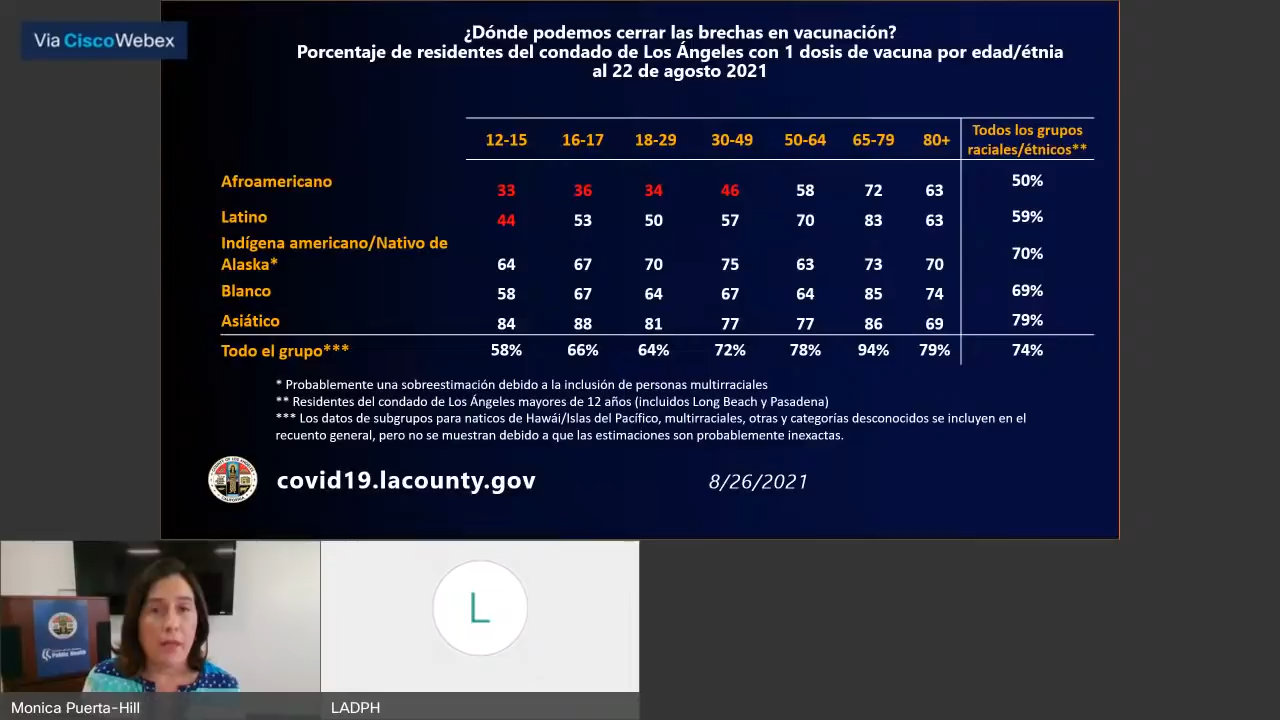 Via Cisco Webex
¿Dónde podemos cerrar las brechas en vacunación?
Porcentaje de residentes del condado de Los Ángeles con 1 dosis de vacuna por edad/étnia
al 22 de agosto 2021
12-15 16-17 18-29 30-49 50-64 65-79 80+ Todos los grupos
raciales/étnicos**
Afroamericano 33 36 34 46 58 72 63 50%
Latino 44 53 50 57 70 83 63 59%
Indígena americano/Nativo de
Alaska* 64 67 70 75 63 73 70 70%
Blanco 58 67 64 67 64 85 74 69%
Asiático 84 88 81 77 77 86 69 79%
Todo el grupo*** 58% 66% 64% 72% 78% 94% 79% 74%
* Probablemente una sobreestimación debido a la inclusión de personas multirraciales
** Residentes del condado de Los Ángeles mayores de 12 años (incluidos Long Beach y Pasadena)
*** Los datos de subgrupos para naticos de Hawái/Islas del Pacífico, multirraciales, otras y categorías desconocidos se incluyen en el
recuento general, pero no se muestran debido a que las estimaciones son probablemente inexactas.
covid19.lacounty.gov 8/26/2021
L
Public Health
Monica Puerta-Hill LADPH